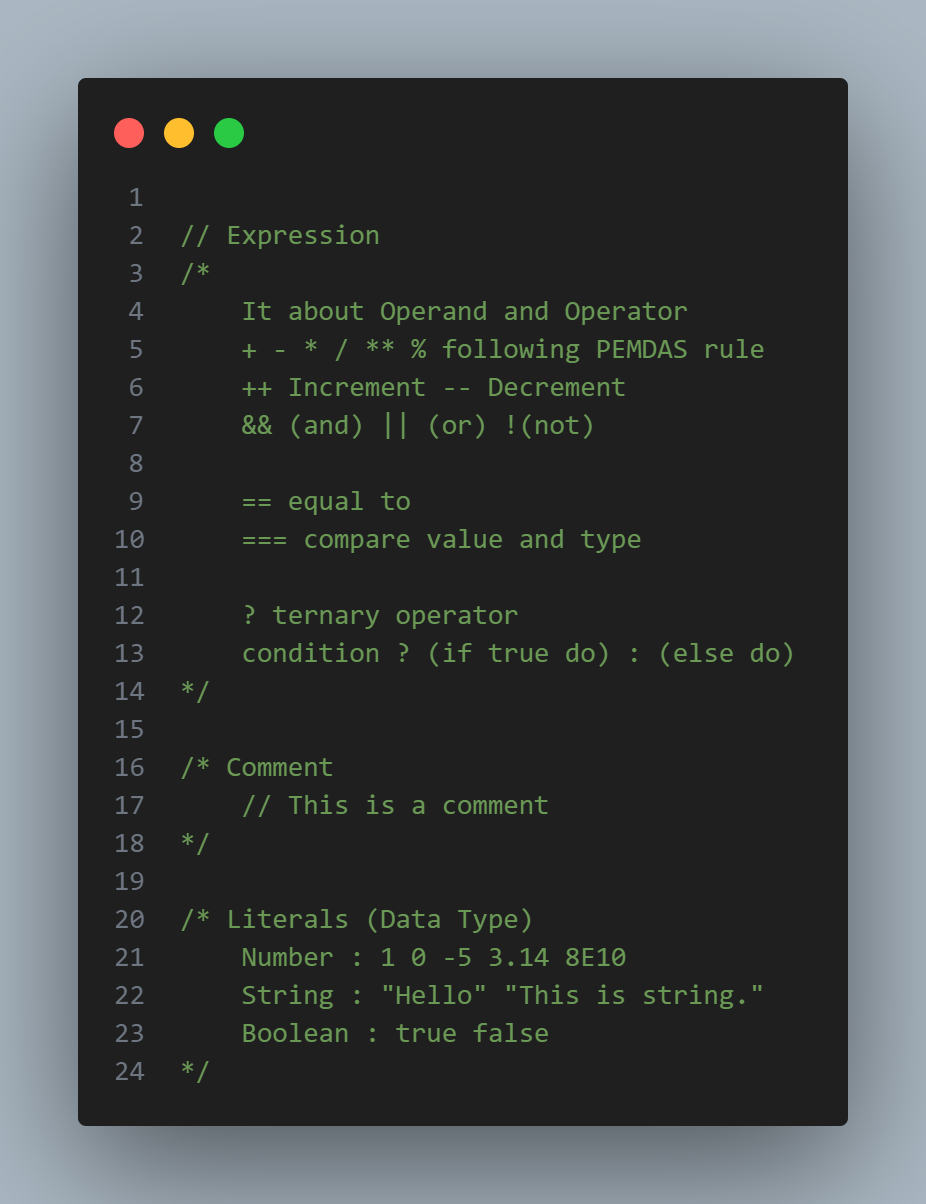 1
2 // Expression
3 /*
4     It about Operand and Operator
5     + - * / ** % following PEMDAS rule
6     ++ Increment -- Decrement
7     && (and) || (or) !(not)
8
9     == equal to
10     === compare value and type
11
12     ? ternary operator
13     condition ? (if true do) : (else do)
14 */
15
16 /* Comment
17     // This is a comment
18 */
19
20 /* Literals (Data Type)
21     Number : 1 0 -5 3.14 8E10
22     String : "Hello" "This is string."
23     Boolean : true false
24 */